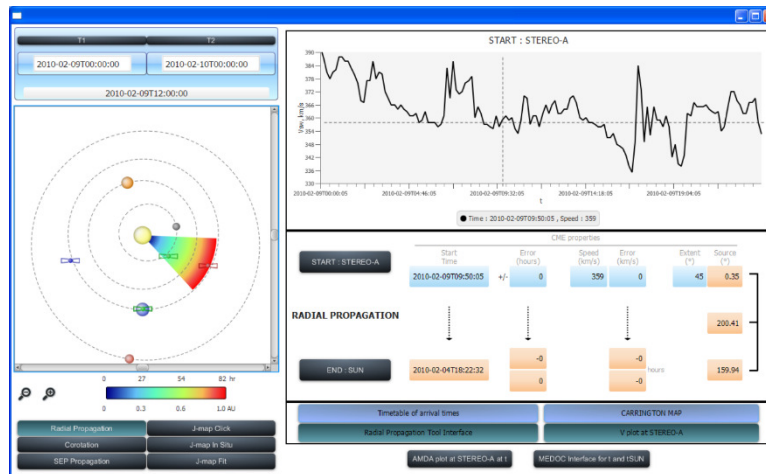 T1 T2
2010-02-09T00:00:00 2010-02-10T00:00:00
2010-02-09T12:00:00
0 27 54 82 hr
0 0.3 0.6 1.0 AU
Radial Propagation J-map Click
Corotation J-map In Situ
SEP Propagation J-map Fit
START : STEREO-A
390
384
378
372
366
360
354
348
342
336
330
Vsw, km/s
2010-02-09T00:00:05 2010-02-09T04:46:05 2010-02-09T09:32:05 2010-02-09T14:18:05 2010-02-09T19:04:05
t
Time : 2010-02-09T09:50:05 , Speed : 359
CME properties
Start Time Error (hours) Speed (km/s) Error (km/s) Extent (°) Source (°)
START : STEREO-A 2010-02-09T09:50:05 +/- 0 359 0 45 0.35
RADIAL PROPAGATION 200.41
END : SUN 2010-02-04T18:22:32 -0 0 -0 -0 hours 159.94
Timetable of arrival times CARRINGTON MAP
Radial Propagation Tool Interface V plot at STEREO-A
AMDA plot at STEREO-A at t MEDOC Interface for t and tSUN